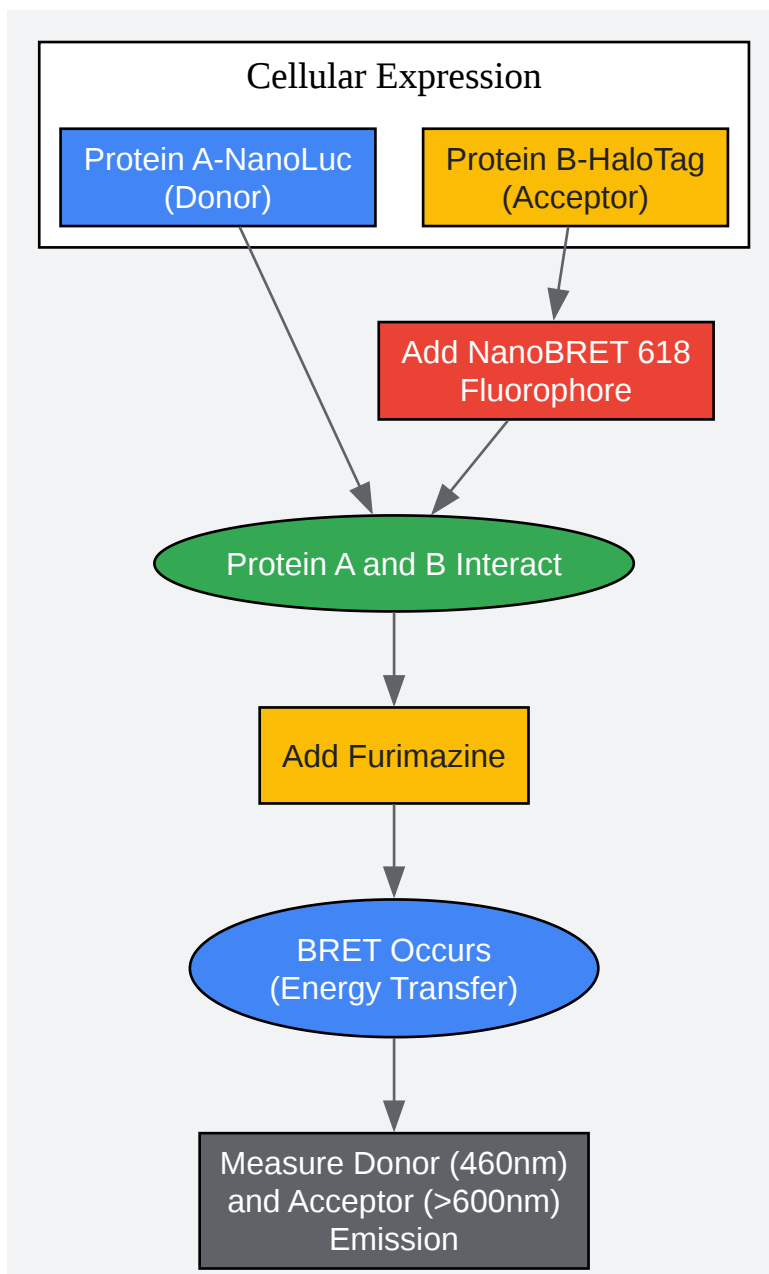 Cellular Expression
Protein A-NanoLuc
(Donor)
Protein B-HaloTag
(Acceptor)
Add NanoBRET 618
Fluorophore
Protein A and B Interact
Add Furimazine
BRET Occurs
(Energy Transfer)
Measure Donor (460nm)
and Acceptor (>600nm)
Emission